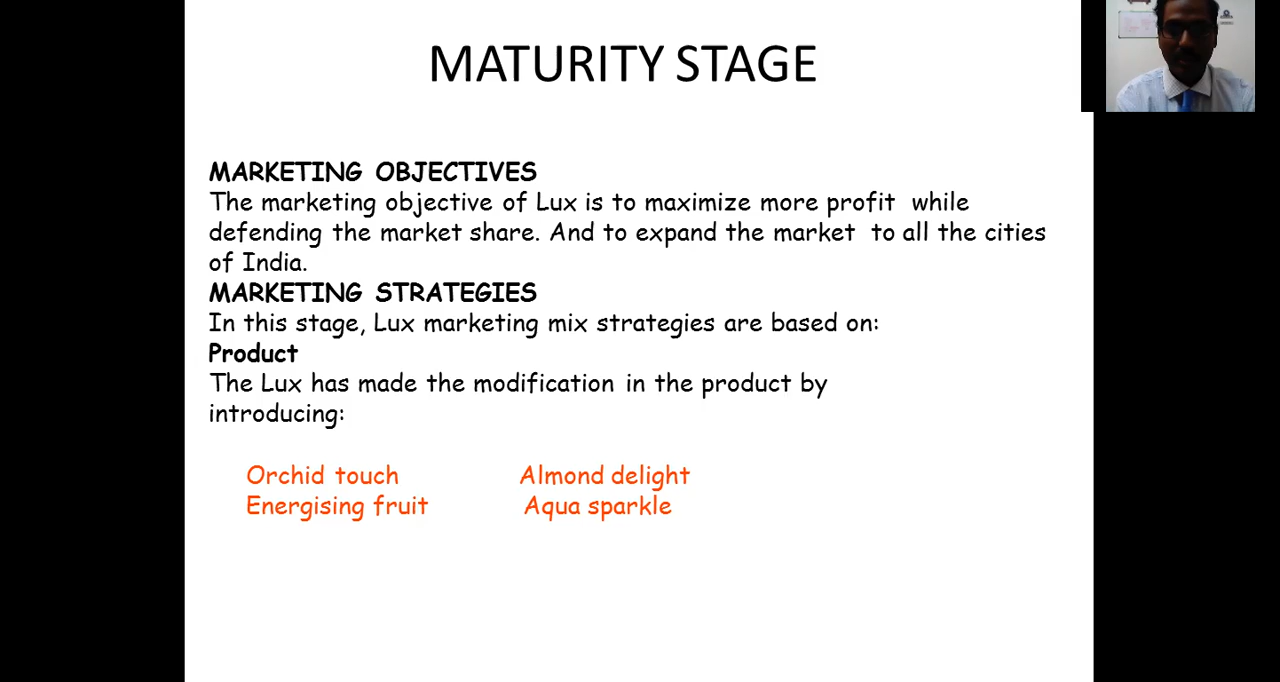 MATURITY STAGE
MARKETING OBJECTIVES
The marketing objective of Lux is to maximize more profit while
defending the market share. And to expand the market to all the cities
of India.
MARKETING STRATEGIES
In this stage, Lux marketing mix strategies are based on:
Product
The Lux has made the modification in the product by
introducing:
Orchid touch Almond delight
Energising fruit Aqua sparkle